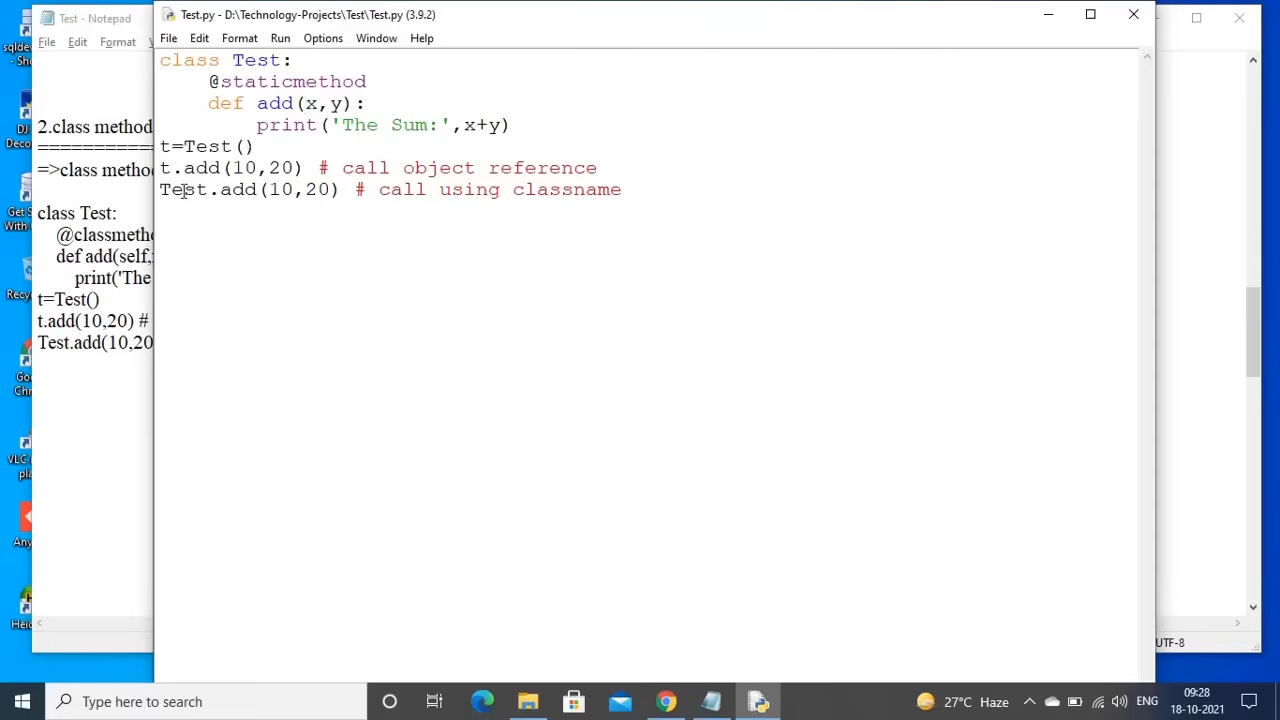 Test - Notepad
File Edit Format
2.class method
============
=>class metho
class Test:
@classmetho
def add(self,
print('The
t=Test()
t.add(10,20) #
Test.add(10,20
Test.py - D:\Technology-Projects\Test\Test.py (3.9.2)
File Edit Format Run Options Window Help
class Test:
@staticmethod
def add(x,y):
print('The Sum:',x+y)
t=Test()
t.add(10,20) # call object reference
Test.add(10,20) # call using classname
UTF-8
Type here to search
27°C Haze
ENG
09:28
18-10-2021